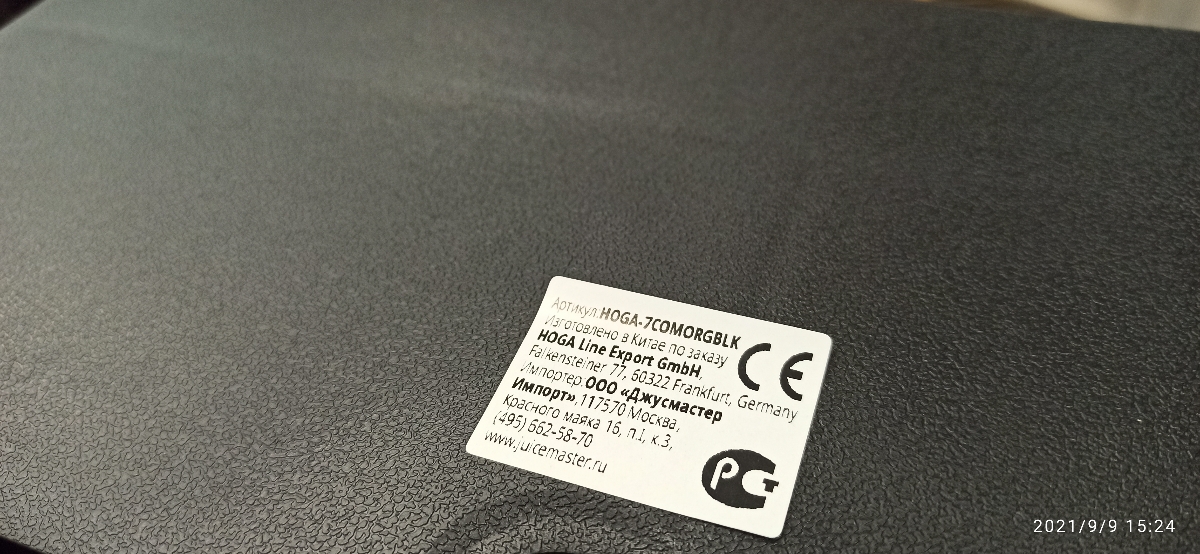 Артикул:HOGA-7COMORGBLK
Изготовлено в Китае по заказу
HOGA Line Export GmbH,
Falkensteiner 77, 60322 Frankfurt, Germany
Импортер:ООО «Джусмастер
Импорт»,117570 Москва,
Красного маяка 16, п.I, к.3,
(495) 662-58-70
www.juicemaster.ru
CE
РСТ
2021/9/9 15:24